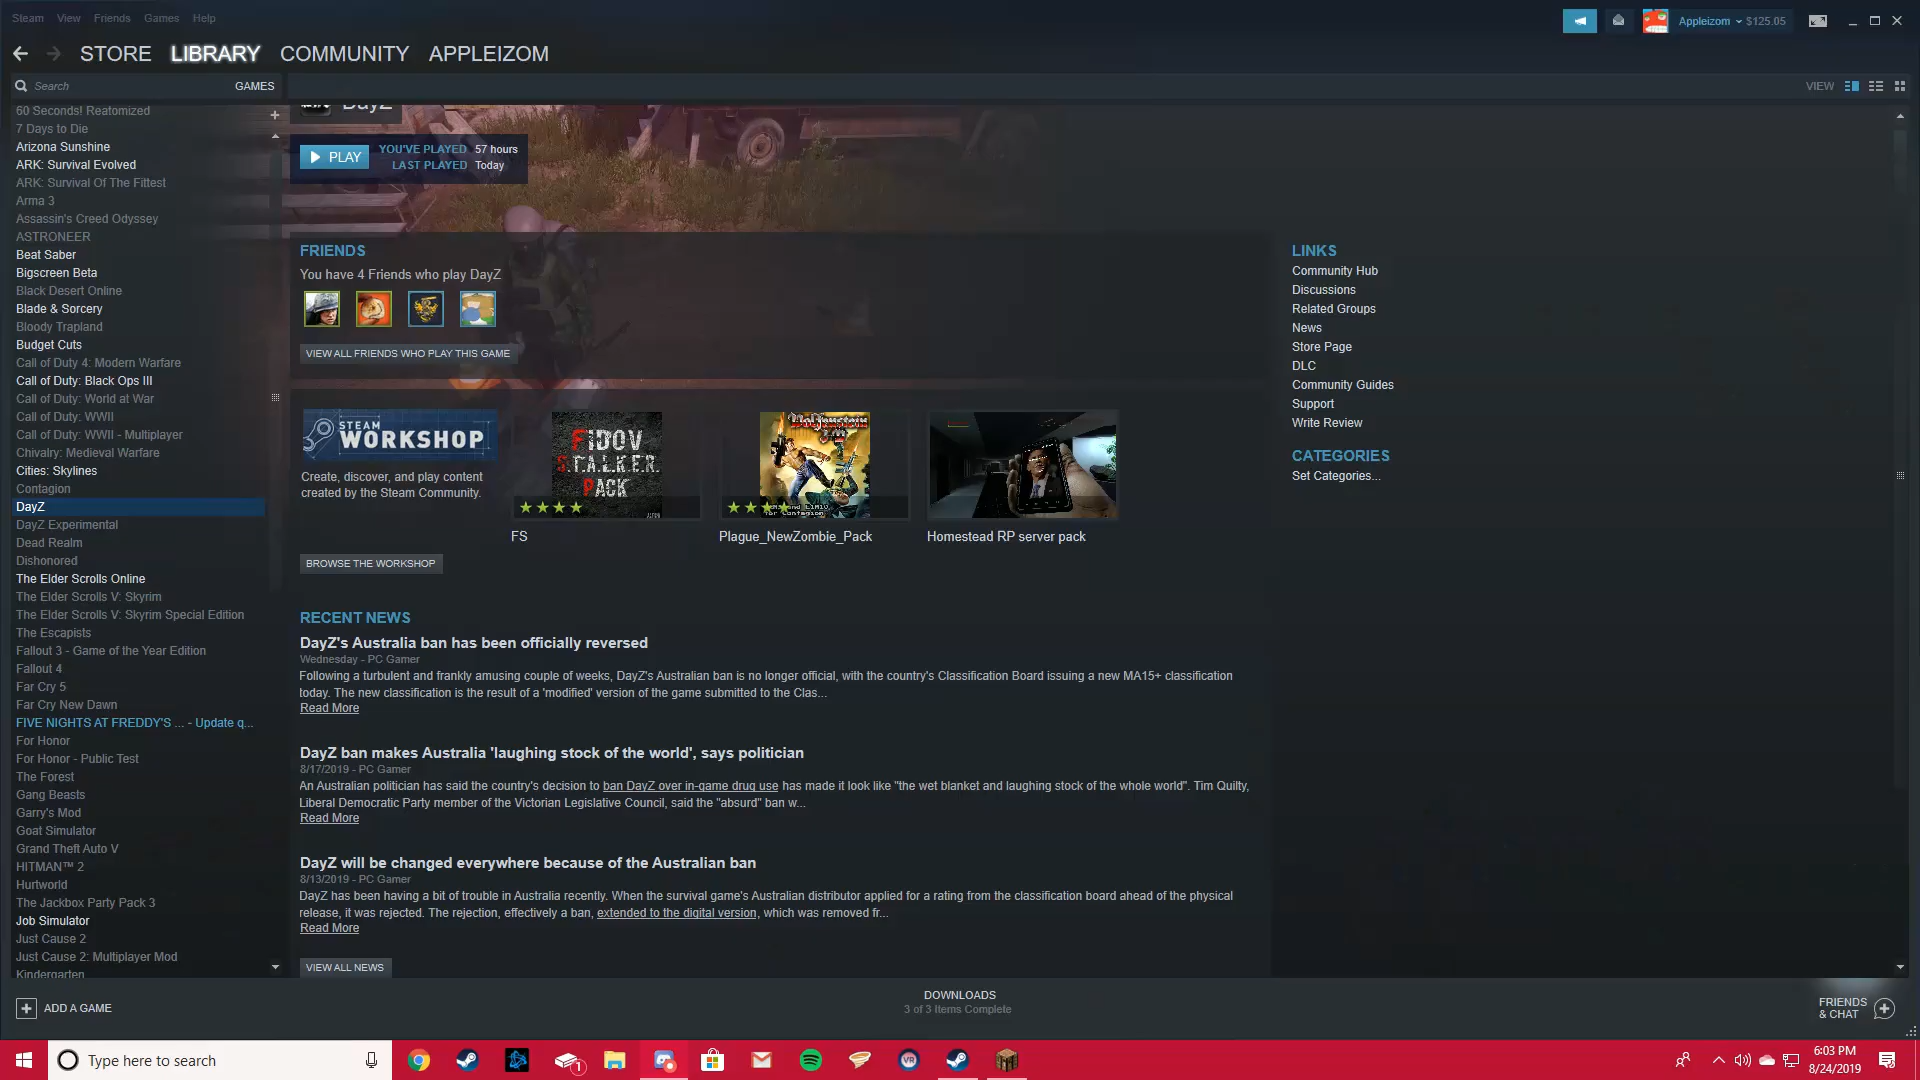 Steam View Friends Games Help
Appleizom $125.05
STORE LIBRARY COMMUNITY APPLEIZOM
Search GAMES
VIEW
60 Seconds! Reatomized
7 Days to Die
Arizona Sunshine
ARK: Survival Evolved
ARK: Survival Of The Fittest
Arma 3
Assassin's Creed Odyssey
ASTRONEER
Beat Saber
Bigscreen Beta
Black Desert Online
Blade & Sorcery
Bloody Trapland
Budget Cuts
Call of Duty 4: Modern Warfare
Call of Duty: Black Ops III
Call of Duty: World at War
Call of Duty: WWII
Call of Duty: WWII - Multiplayer
Chivalry: Medieval Warfare
Cities: Skylines
Contagion
DayZ
DayZ Experimental
Dead Realm
Dishonored
The Elder Scrolls Online
The Elder Scrolls V: Skyrim
The Elder Scrolls V: Skyrim Special Edition
The Escapists
Fallout 3 - Game of the Year Edition
Fallout 4
Far Cry 5
Far Cry New Dawn
FIVE NIGHTS AT FREDDY'S ... - Update q...
For Honor
For Honor - Public Test
The Forest
Gang Beasts
Garry's Mod
Goat Simulator
Grand Theft Auto V
HITMAN™ 2
Hurtworld
The Jackbox Party Pack 3
Job Simulator
Just Cause 2
Just Cause 2: Multiplayer Mod
Kindergarten
DayZ
PLAY
YOU'VE PLAYED 57 hours
LAST PLAYED Today
FRIENDS
You have 4 Friends who play DayZ
VIEW ALL FRIENDS WHO PLAY THIS GAME
STEAM
WORKSHOP
Create, discover, and play content
created by the Steam Community.
BROWSE THE WORKSHOP
FIDOV
S.T.A.L.K.E.R.
PACK
FS
Wolfenstein
for Contagion
Plague_NewZombie_Pack
Homestead RP server pack
RECENT NEWS
DayZ's Australia ban has been officially reversed
Wednesday - PC Gamer
Following a turbulent and frankly amusing couple of weeks, DayZ's Australian ban is no longer official, with the country's Classification Board issuing a new MA15+ classification
today. The new classification is the result of a 'modified' version of the game submitted to the Clas...
Read More
DayZ ban makes Australia 'laughing stock of the world', says politician
8/17/2019 - PC Gamer
An Australian politician has said the country's decision to ban DayZ over in-game drug use has made it look like "the wet blanket and laughing stock of the whole world". Tim Quilty,
Liberal Democratic Party member of the Victorian Legislative Council, said the "absurd" ban w...
Read More
DayZ will be changed everywhere because of the Australian ban
8/13/2019 - PC Gamer
DayZ has been having a bit of trouble in Australia recently. When the survival game's Australian distributor applied for a rating from the classification board ahead of the physical
release, it was rejected. The rejection, effectively a ban, extended to the digital version, which was removed fr...
Read More
VIEW ALL NEWS
LINKS
Community Hub
Discussions
Related Groups
News
Store Page
DLC
Community Guides
Support
Write Review
CATEGORIES
Set Categories...
ADD A GAME
DOWNLOADS
3 of 3 Items Complete
FRIENDS
& CHAT
Type here to search
1
VR
6:03 PM
8/24/2019